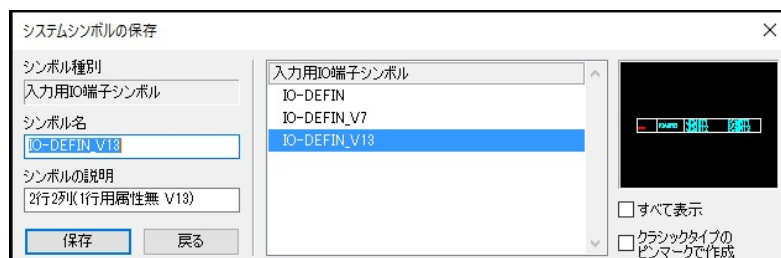 システムシンボルの保存
シンボル種別
入力用IO端子シンボル
シンボル名
IO-DEFIN_V13
シンボルの説明
2行2列(1行用属性無 V13)
保存
戻る
入力用IO端子シンボル
IO-DEFIN
IO-DEFIN_V7
IO-DEFIN_V13
すべて表示
クラシックタイプの
ピンマークで作成